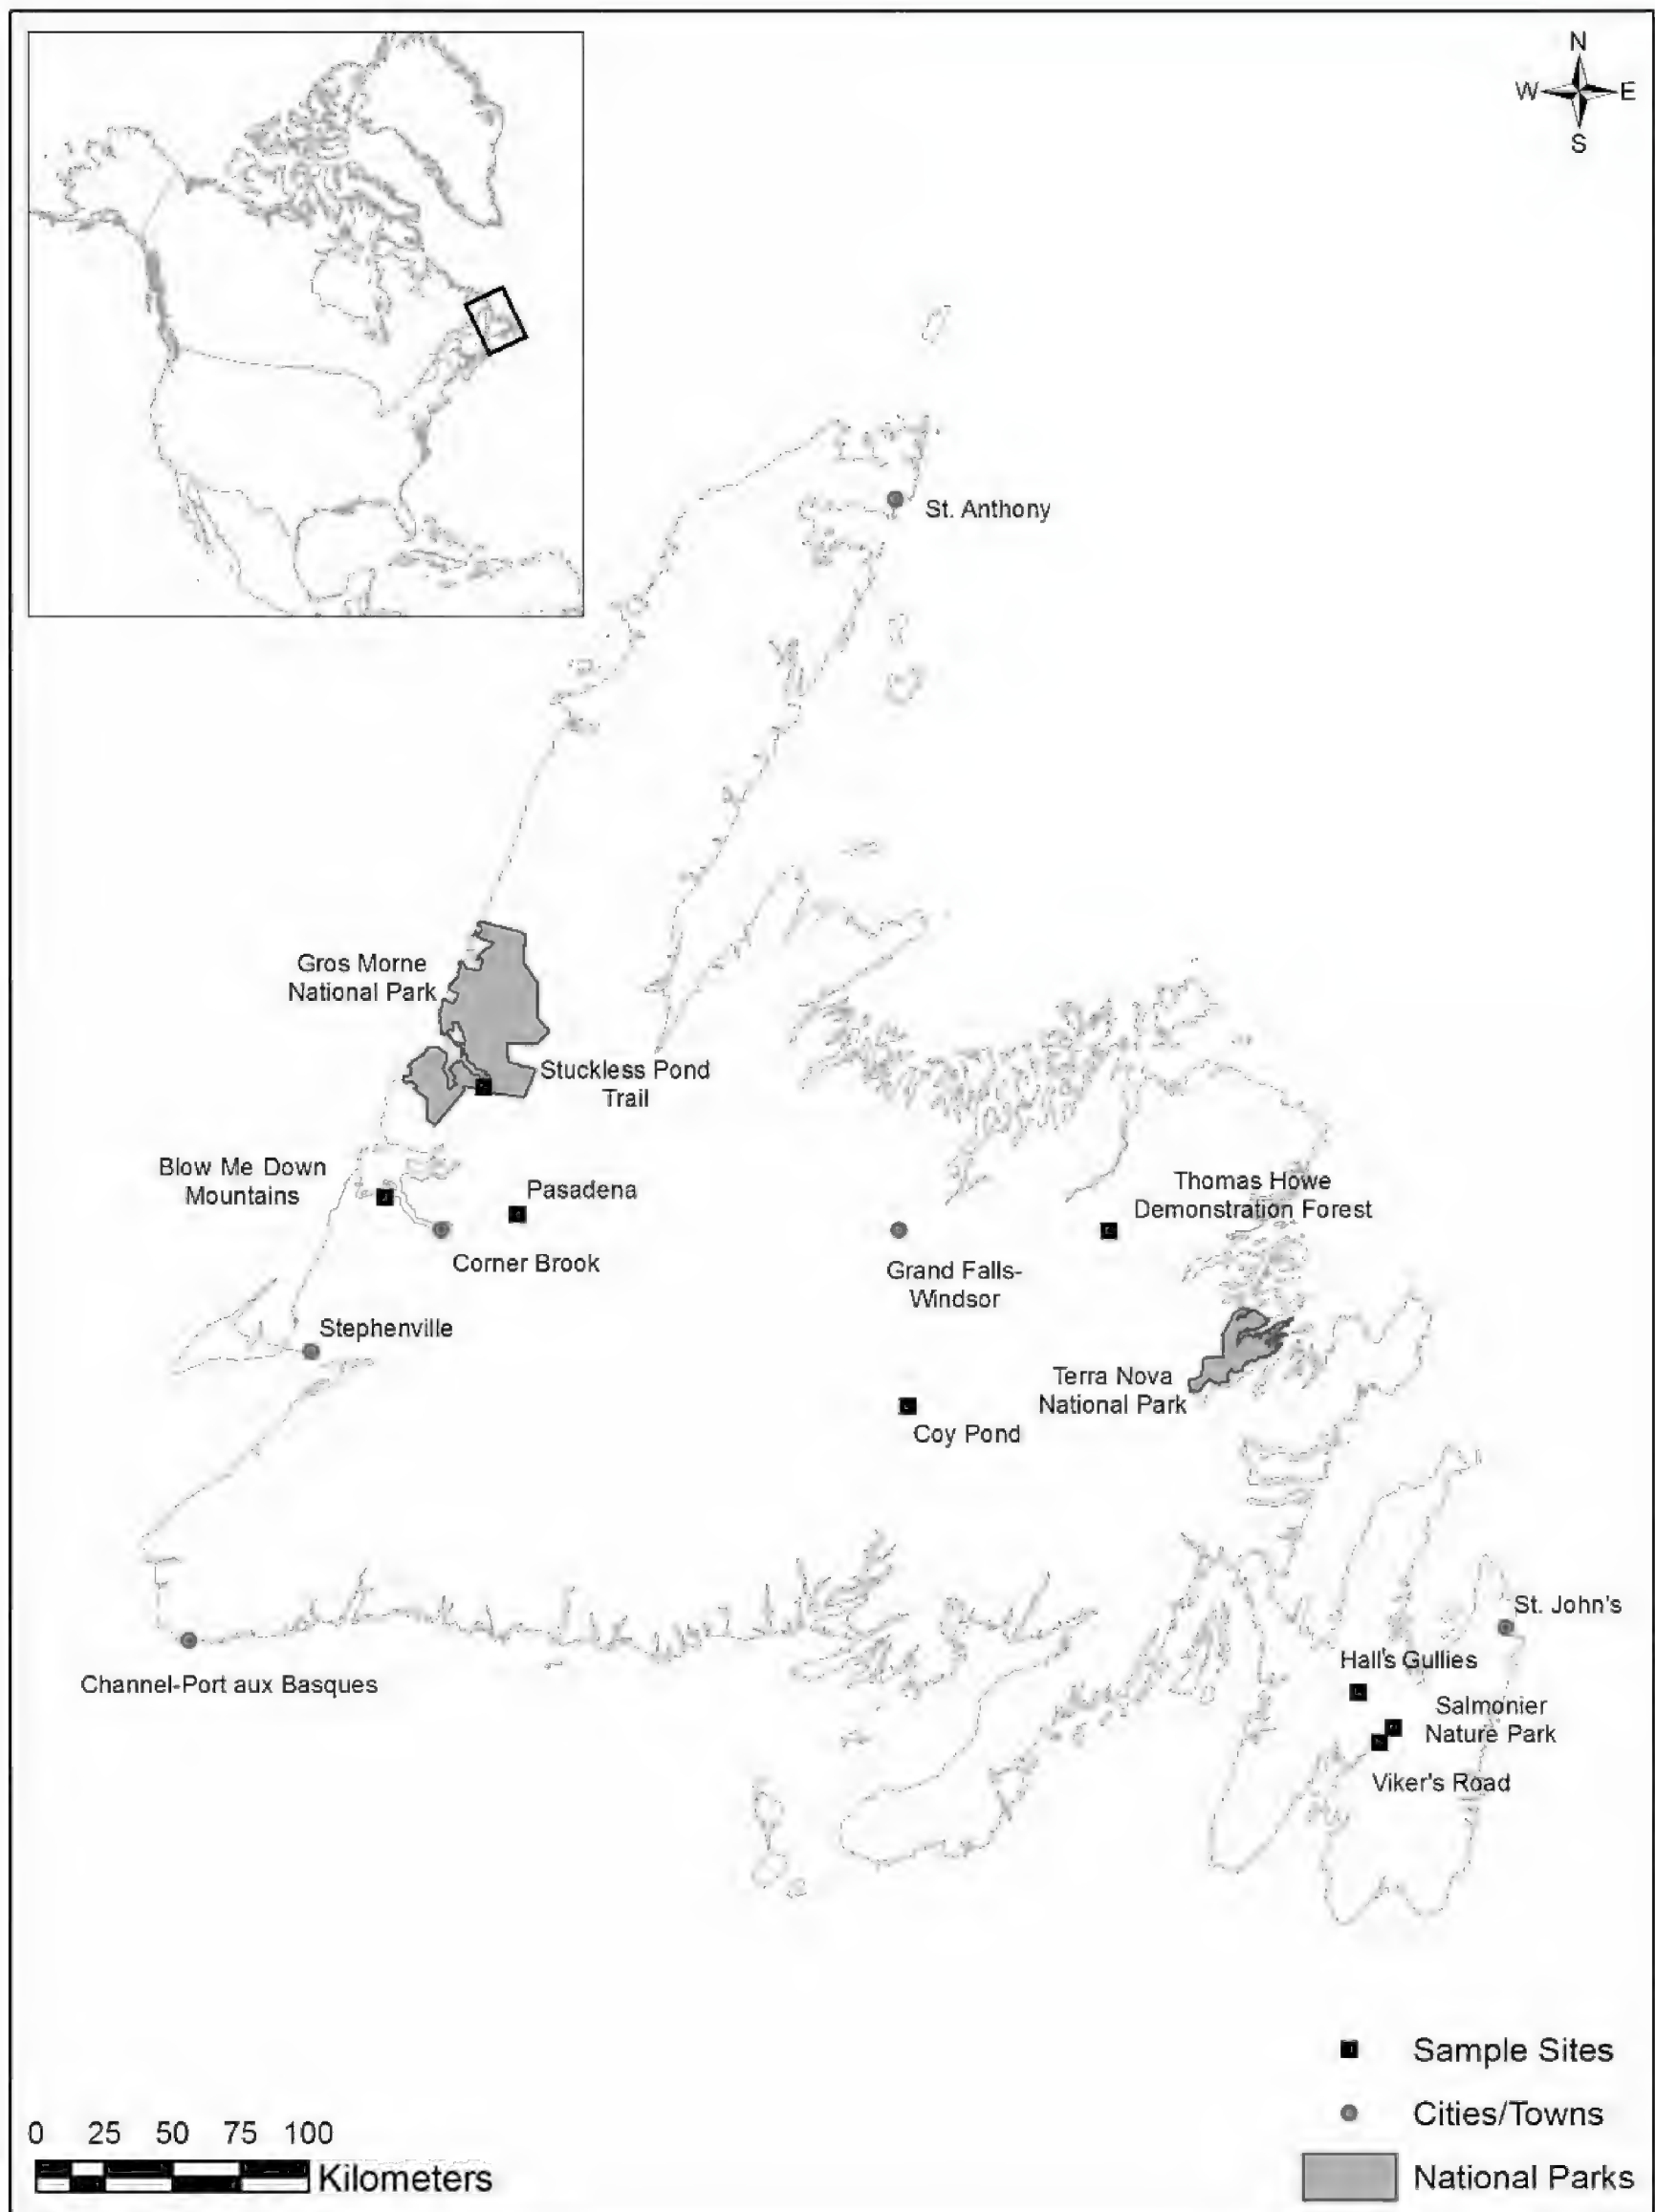 N
W E
S
St. Anthony
Gros Morne
National Park
Stuckless Pond
Trail
Blow Me Down
Mountains
Pasadena
Corner Brook
Thomas Howe
Demonstration Forest
Grand Falls-
Windsor
Stephenville
Terra Nova
National Park
Coy Pond
St. John's
Hall's Gullies
Salmonier
Nature Park
Viker's Road
Channel-Port aux Basques
Sample Sites
Cities/Towns
National Parks
0 25 50 75 100
Kilometers